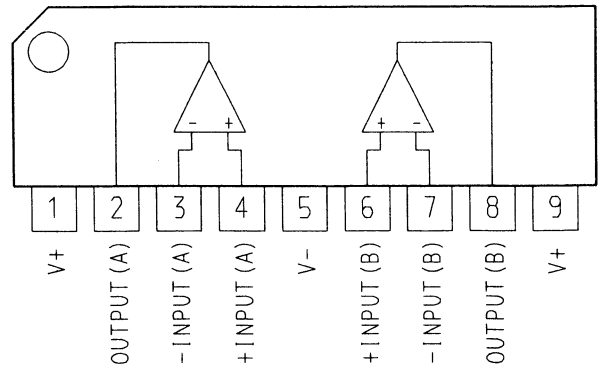 - + + -
1 2 3 4 5 6 7 8 9
V+
OUTPUT (A)
-INPUT (A)
+INPUT (A)
V-
+INPUT (B)
-INPUT (B)
OUTPUT (B)
V+